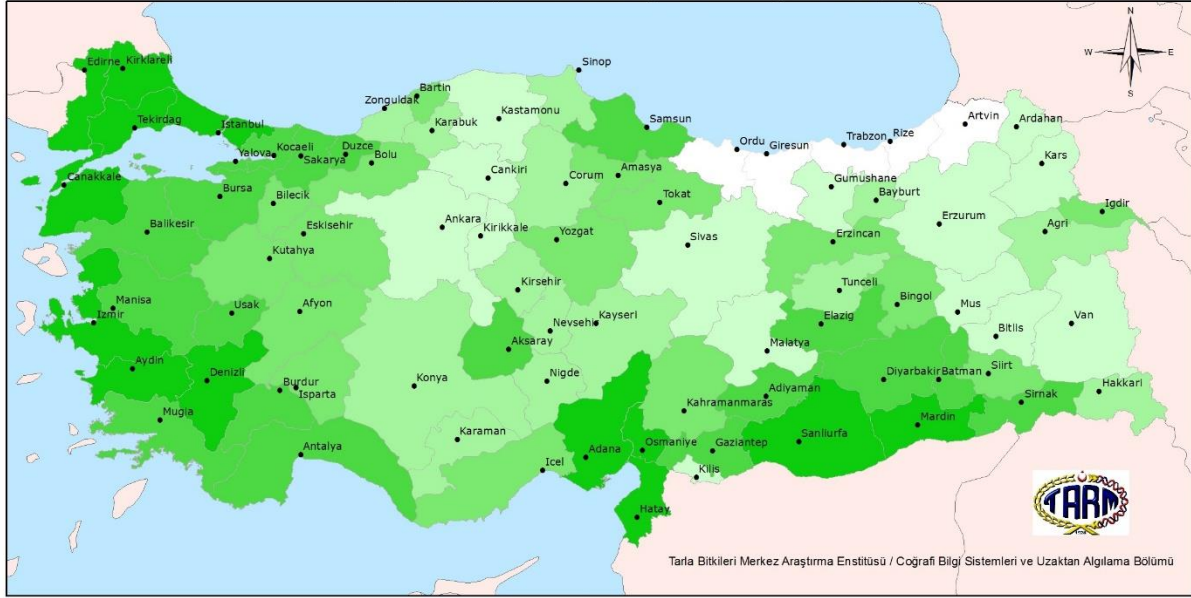 N
W
E
S
Edirne
Kirklareli
Tekirdag
Istanbul
Kocaeli
Yalova
Sakarya
Duzce
Bolu
Zonguldak
Bartin
Karabuk
Kastamonu
Sinop
Samsun
Ordu
Giresun
Trabzon
Rize
Artvin
Ardahan
Kars
Gumushane
Bayburt
Erzurum
Igdir
Agri
Canakkale
Bursa
Bilecik
Balikesir
Eskisehir
Kutahya
Cankiri
Corum
Amasya
Tokat
Ankara
Kirikkale
Yozgat
Sivas
Erzincan
Tunceli
Bingol
Mus
Bitlis
Van
Manisa
Izmir
Usak
Afyon
Kirsehir
Nevsehir
Kayseri
Aksaray
Malatya
Elazig
Aydin
Denizli
Burdur
Isparta
Konya
Nigde
Karaman
Kahramanmaras
Adiyaman
Diyarbakir
Batman
Siirt
Sirnak
Hakkari
Mugla
Antalya
Icel
Adana
Osmaniye
Gaziantep
Kilis
Sanliurfa
Mardin
Hatay
TARM
Tarla Bitkileri Merkez Araştırma Enstitüsü / Coğrafi Bilgi Sistemleri ve Uzaktan Algılama Bölümü